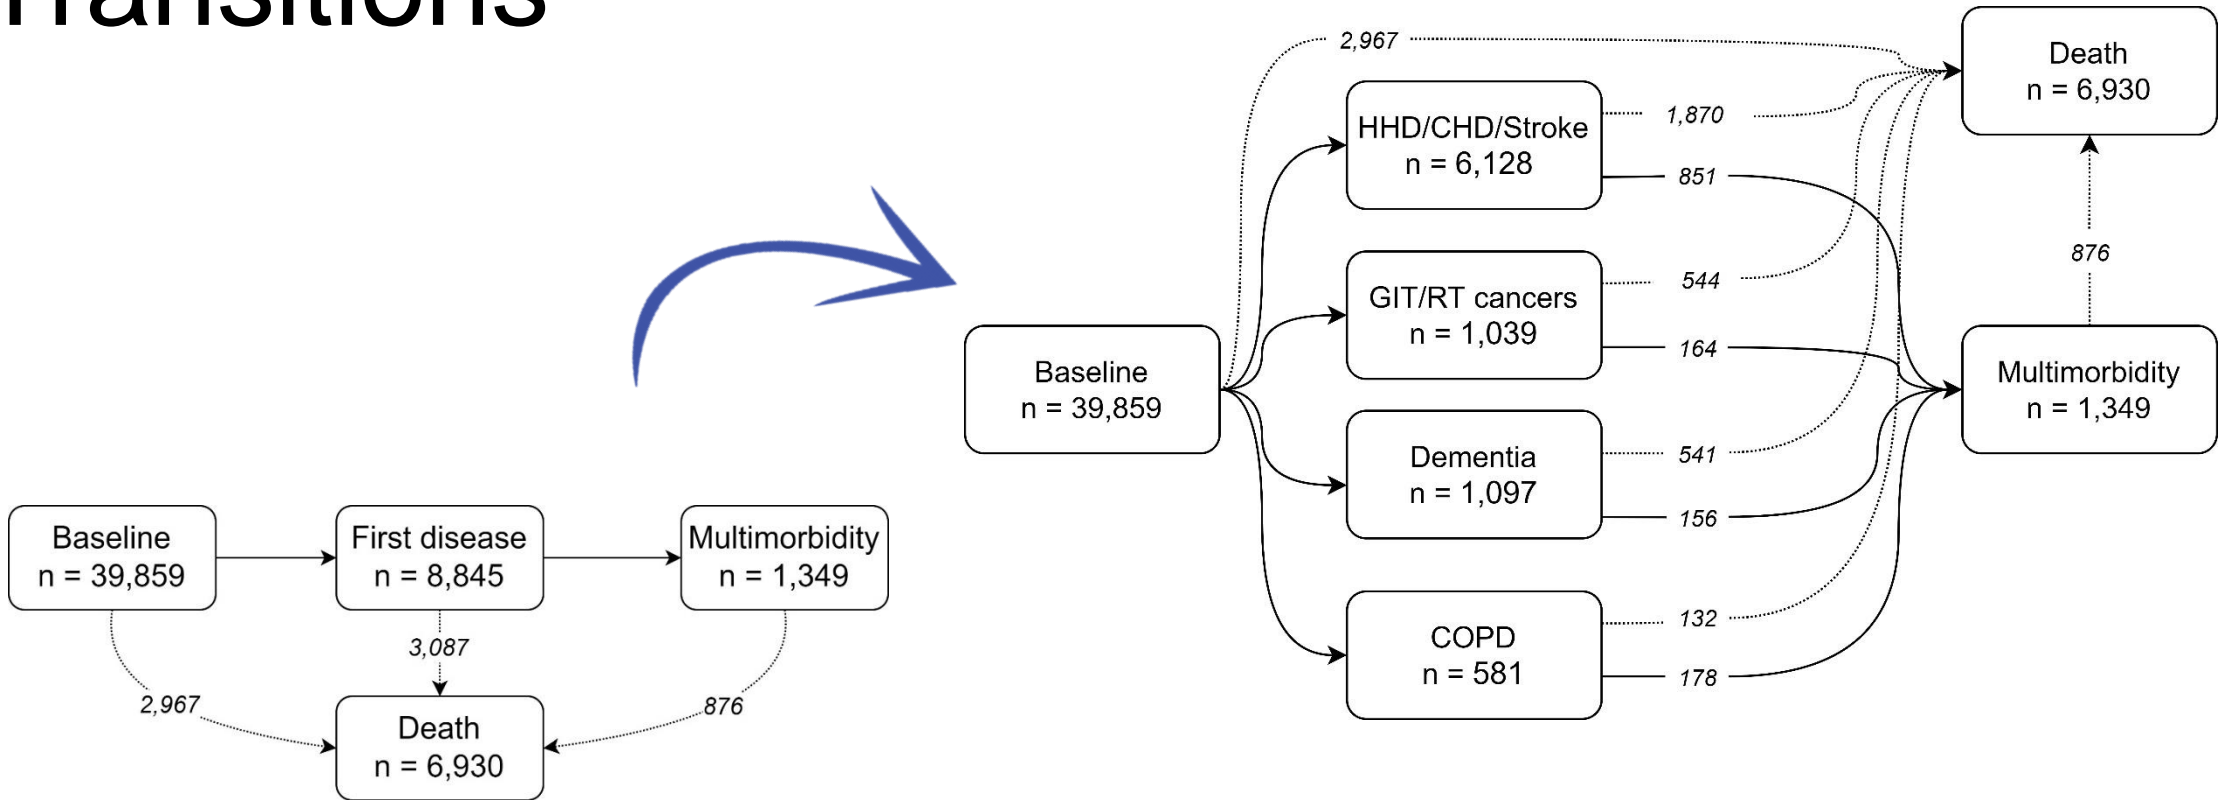 Transitions
Baseline
n = 39,859
First disease
n = 8,845
Multimorbidity
n = 1,349
3,087
2,967
876
Death
n = 6,930
Baseline
n = 39,859
2,967
HHD/CHD/Stroke
n = 6,128
1,870
851
GIT/RT cancers
n = 1,039
544
164
Dementia
n = 1,097
541
156
COPD
n = 581
132
178
Death
n = 6,930
876
Multimorbidity
n = 1,349